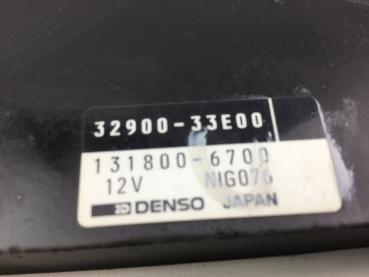 32900-33E00
131800-6700
12V NIG076
DENSO JAPAN